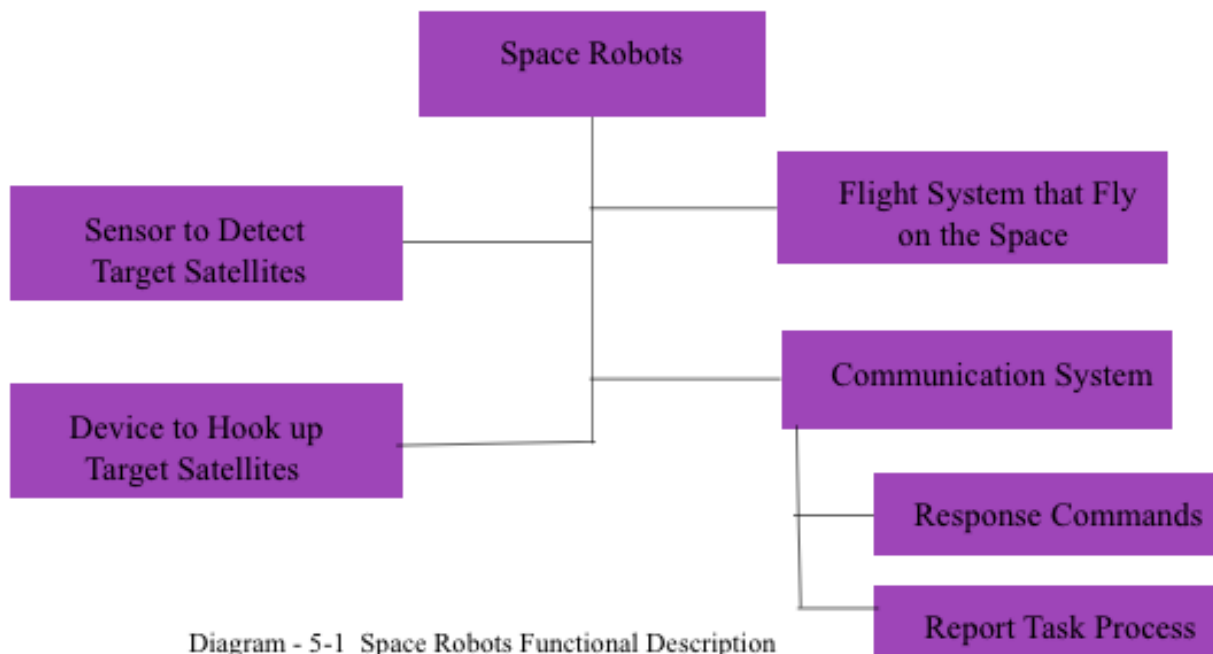 Space Robots
Flight System that Fly
on the Space
Sensor to Detect
Target Satellites
Communication System
Device to Hook up
Target Satellites
Response Commands
Report Task Process
Diagram - 5-1 Space Robots Functional Description